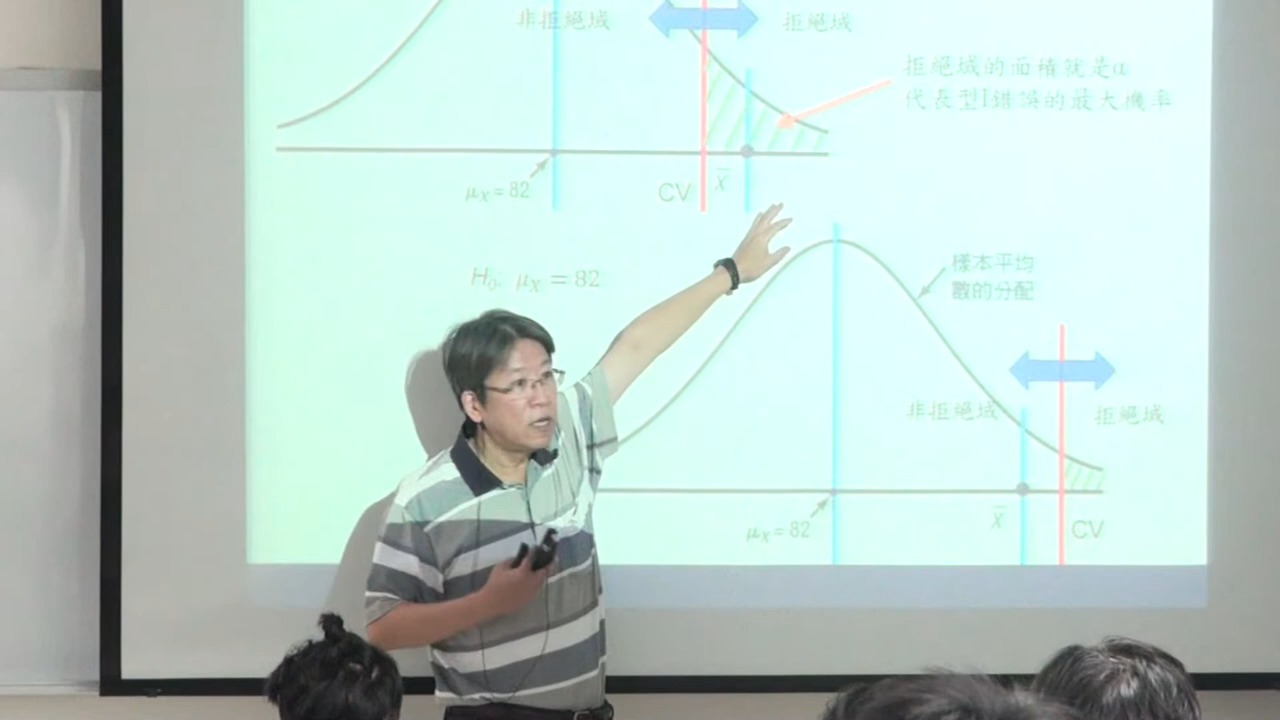 非拒絕域
拒絕域
拒絕域的面積就是α
代表型I錯誤的最大機率
μX = 82
CV
X̄
H0: μX = 82
樣本平均
數的分配
非拒絕域
拒絕域
μX = 82
X̄
CV